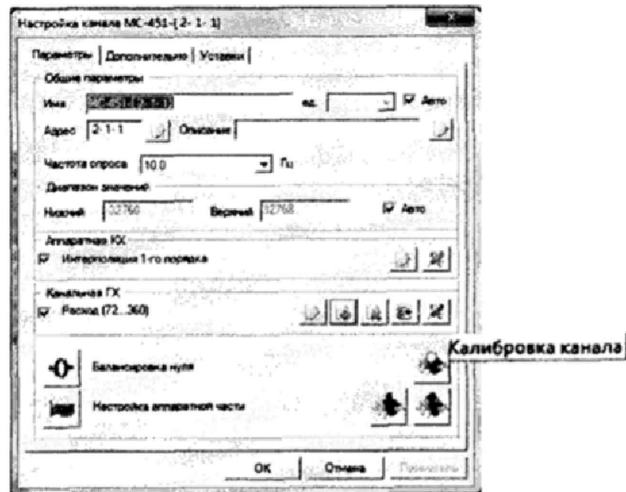 Настройка канала МС-451-{ 2- 1- 1}
Параметры Дополнительно Уставки
Общие параметры
Имя ед. Авто
Адрес 2-1-1 Описание
Частота опроса 10.0 Гц
Диапазон значений
Нижний Верхний 32768 Авто
Аппаратная
Интерполяция 1-го порядка
Канальная ГХ
Расход (72...360)
Калибровка канала
Балансировка нуля
Настройка аппаратной части
ОК Отмена Применить